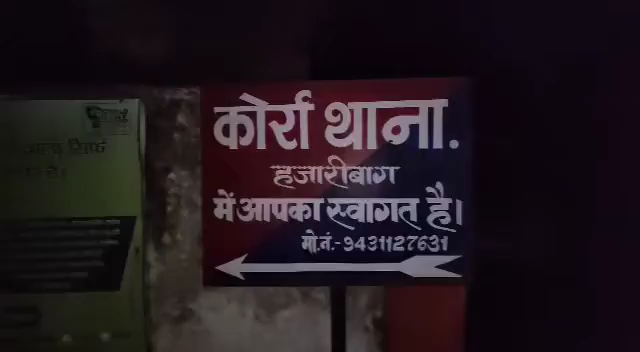 कोर्रा थाना.
हजारीबाग
में आपका स्वागत है।
मो.नं.-9431127631
सिर्फ